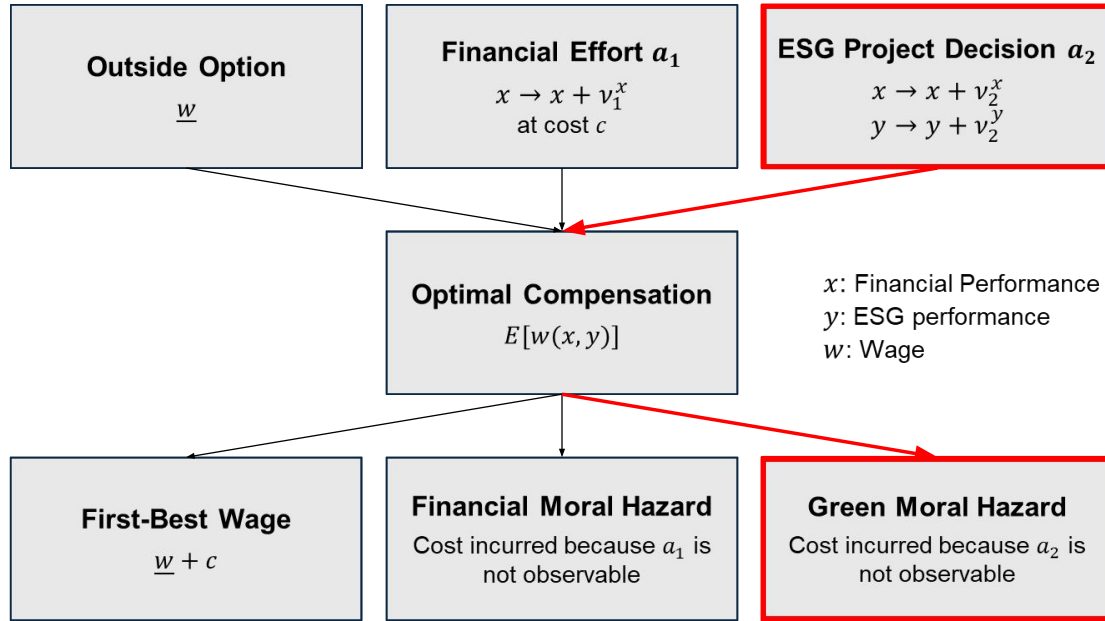 Outside Option
w
Financial Effort a₁
x → x + ν₁ˣ
at cost c
ESG Project Decision a₂
x → x + ν₂ˣ
y → y + ν₂ʸ
Optimal Compensation
E[w(x, y)]
x: Financial Performance
y: ESG performance
w: Wage
First-Best Wage
w + c
Financial Moral Hazard
Cost incurred because a₁ is
not observable
Green Moral Hazard
Cost incurred because a₂ is
not observable